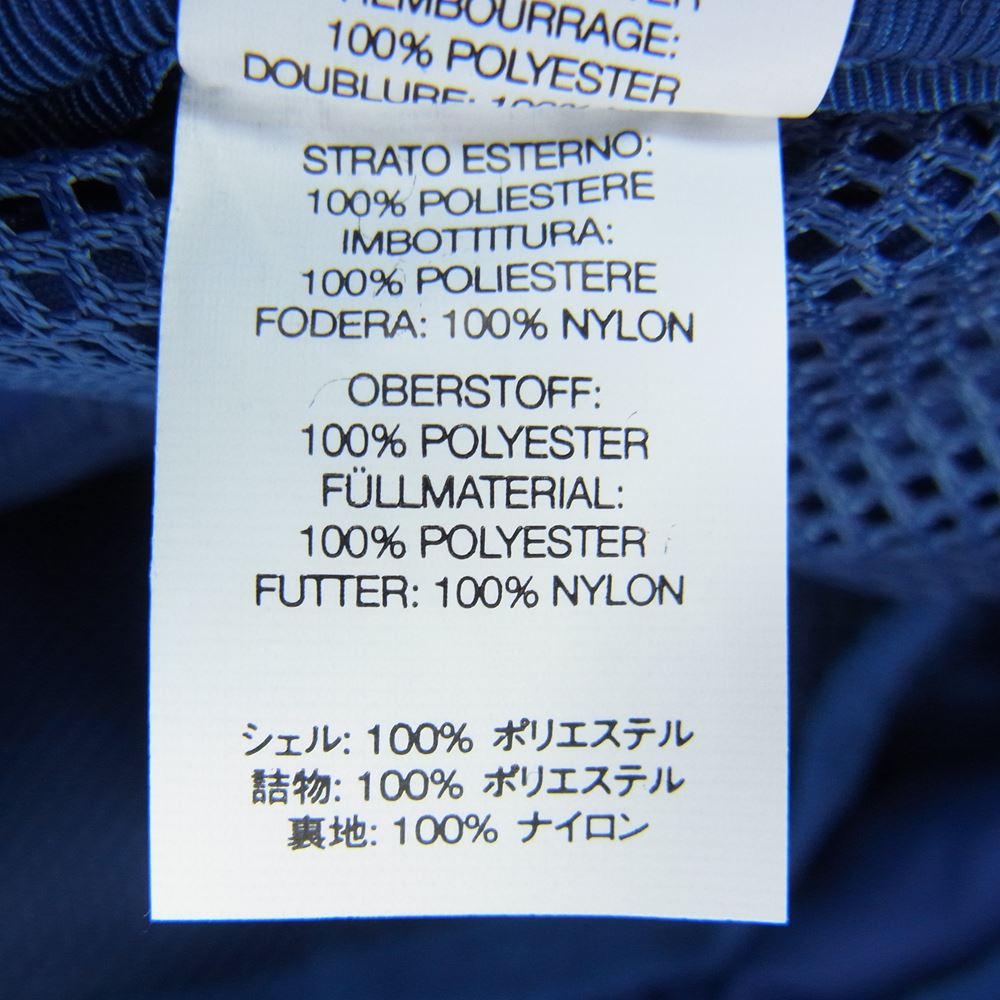 REMBOURRAGE:
100% POLYESTER
DOUBLURE: 100%
STRATO ESTERNO:
100% POLIESTERE
IMBOTTITURA:
100% POLIESTERE
FODERA: 100% NYLON
OBERSTOFF:
100% POLYESTER
FÜLLMATERIAL:
100% POLYESTER
FUTTER: 100% NYLON
シェル: 100% ポリエステル
詰物: 100% ポリエステル
裏地: 100% ナイロン